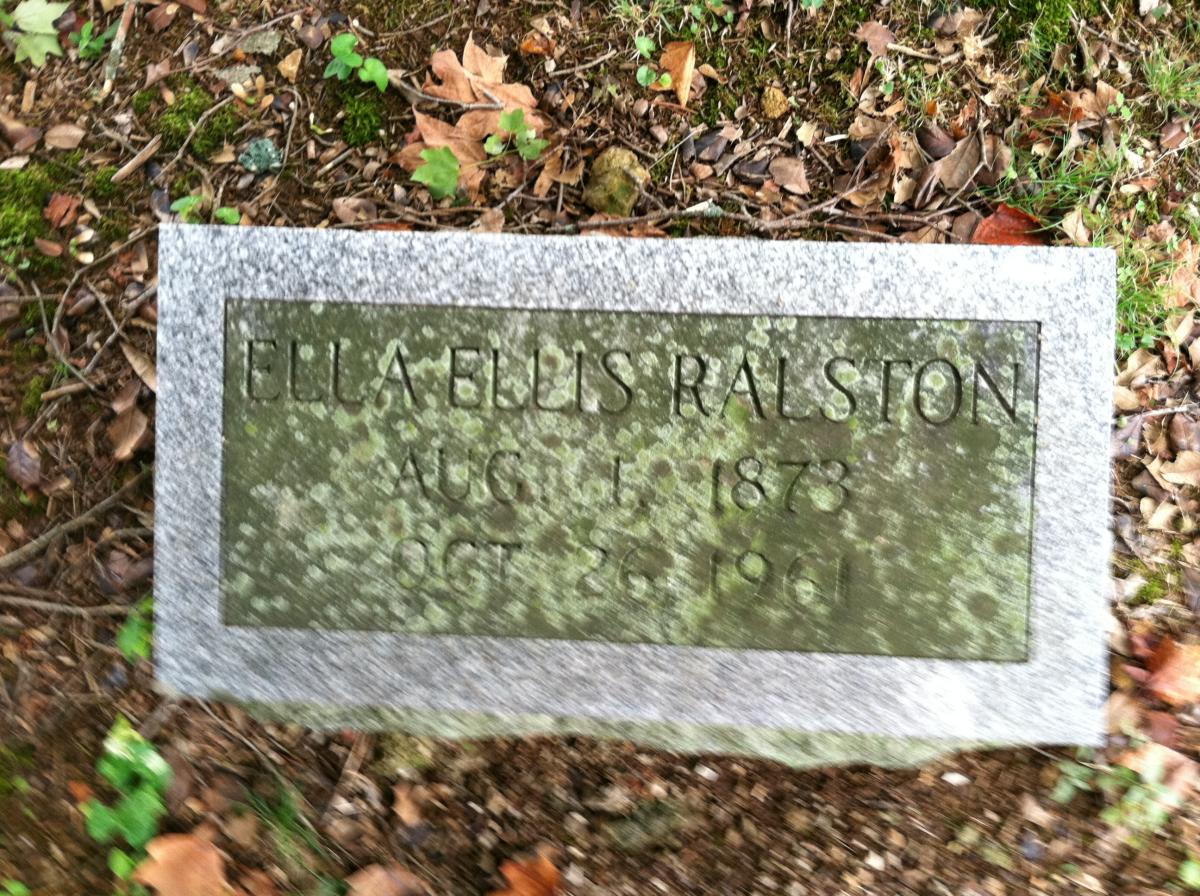 ELLA ELLIS RALSTON
AUG. 1, 1873
OCT. 26, 1961